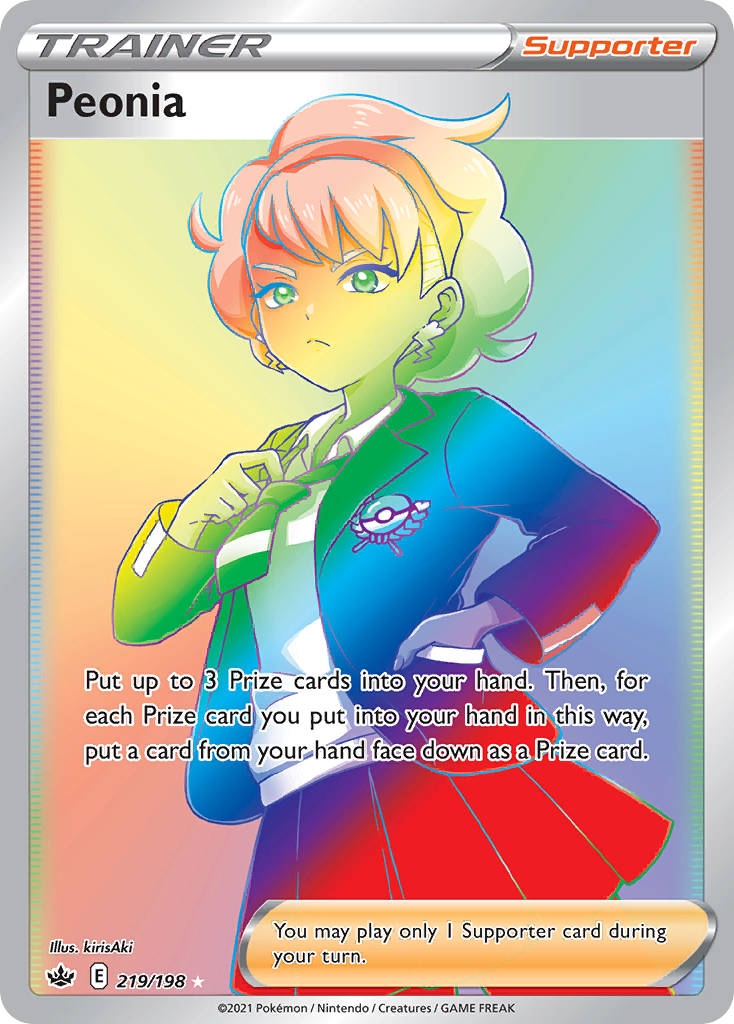 TRAINER Supporter
Peonia
Put up to 3 Prize cards into your hand. Then, for
each Prize card you put into your hand in this way,
put a card from your hand face down as a Prize card.
You may play only 1 Supporter card during
your turn.
Illus. kirisAki
E 219/198
©2021 Pokémon / Nintendo / Creatures / GAME FREAK